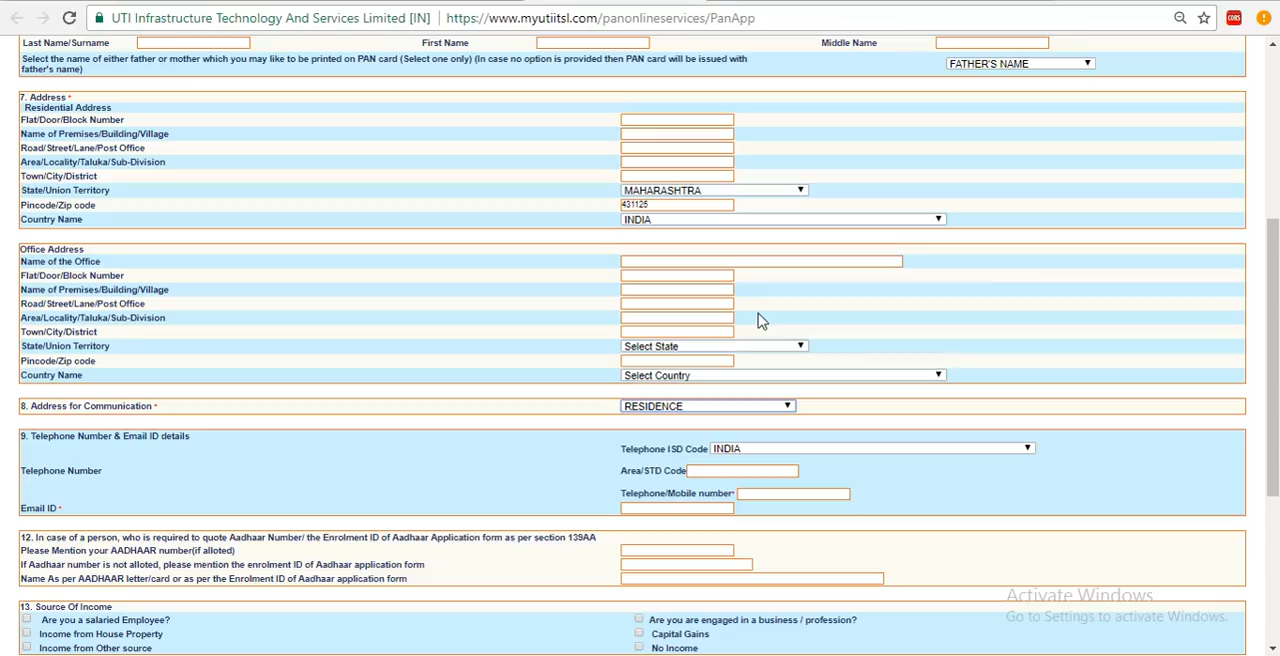 UTI Infrastructure Technology And Services Limited [IN] https://www.myutiitsl.com/panonlineservices/PanApp
CORS
Last Name/Surname First Name Middle Name
Select the name of either father or mother which you may like to be printed on PAN card (Select one only) (In case no option is provided then PAN card will be issued with father's name) FATHER'S NAME
7. Address *
Residential Address
Flat/Door/Block Number
Name of Premises/Building/Village
Road/Street/Lane/Post Office
Area/Locality/Taluka/Sub-Division
Town/City/District
State/Union Territory MAHARASHTRA
Pincode/Zip code 431125
Country Name INDIA
Office Address
Name of the Office
Flat/Door/Block Number
Name of Premises/Building/Village
Road/Street/Lane/Post Office
Area/Locality/Taluka/Sub-Division
Town/City/District
State/Union Territory Select State
Pincode/Zip code
Country Name Select Country
8. Address for Communication * RESIDENCE
9. Telephone Number & Email ID details
Telephone ISD Code INDIA
Telephone Number Area/STD Code
Telephone/Mobile number*
Email ID *
12. In case of a person, who is required to quote Aadhaar Number/ the Enrolment ID of Aadhaar Application form as per section 139AA
Please Mention your AADHAAR number(if alloted)
If Aadhaar number is not alloted, please mention the enrolment ID of Aadhaar application form
Name As per AADHAAR letter/card or as per the Enrolment ID of Aadhaar application form
Activate Windows
Go to Settings to activate Windows.
13. Source Of Income
Are you a salaried Employee? Are you are engaged in a business / profession?
Income from House Property Capital Gains
Income from Other source No Income